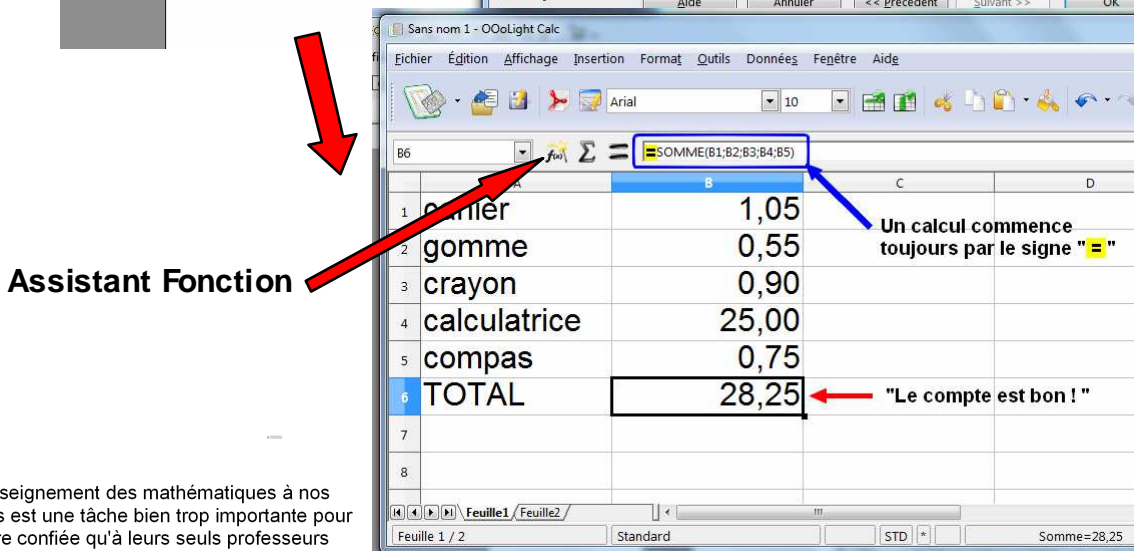 Aide Annuler << Précédent Suivant >> OK
Sans nom 1 - OOoLight Calc
Fichier Édition Affichage Insertion Format Outils Données Fenêtre Aide
Arial 10
B6 f(x) Σ = =SOMME(B1;B2;B3;B4;B5)
A B C D
1 cahier 1,05
Un calcul commence
2 gomme 0,55
toujours par le signe " = "
Assistant Fonction
3 crayon 0,90
4 calculatrice 25,00
5 compas 0,75
6 TOTAL 28,25 "Le compte est bon ! "
7
8
Feuille1 Feuille2
Feuille 1 / 2 Standard STD * Somme=28,25
seignement des mathématiques à nos
s est une tâche bien trop importante pour
re confiée qu'à leurs seuls professeurs